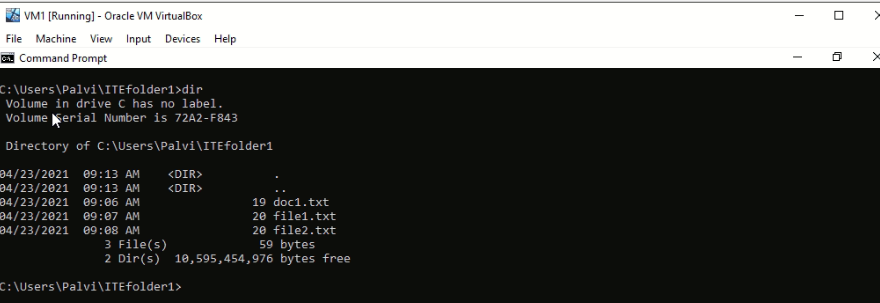 VM1 [Running] - Oracle VM VirtualBox
File Machine View Input Devices Help
Command Prompt
C:\Users\Palvi\ITEfolder1>dir
 Volume in drive C has no label.
 Volume Serial Number is 72A2-F843

 Directory of C:\Users\Palvi\ITEfolder1

04/23/2021  09:13 AM    <DIR>          .
04/23/2021  09:13 AM    <DIR>          ..
04/23/2021  09:06 AM                19 doc1.txt
04/23/2021  09:07 AM                20 file1.txt
04/23/2021  09:08 AM                20 file2.txt
               3 File(s)             59 bytes
               2 Dir(s)  10,595,454,976 bytes free

C:\Users\Palvi\ITEfolder1>